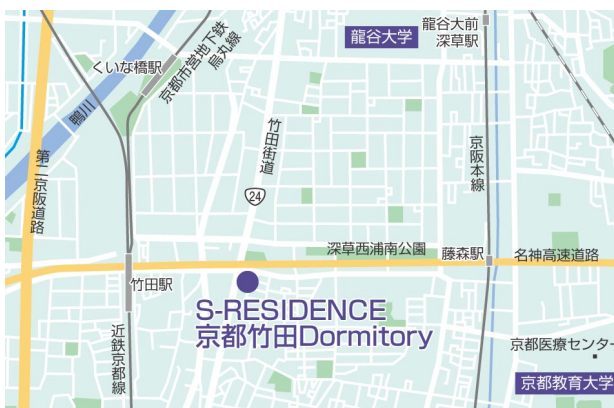 龍谷大学
龍谷大前
深草駅
くいな橋駅
京都市営地下鉄
烏丸線
鴨川
竹田街道
第二京阪道路
京阪本線
24
深草西浦南公園
藤森駅
名神高速道路
竹田駅
S-RESIDENCE
京都竹田Dormitory
近鉄京都線
京都医療センター
京都教育大学